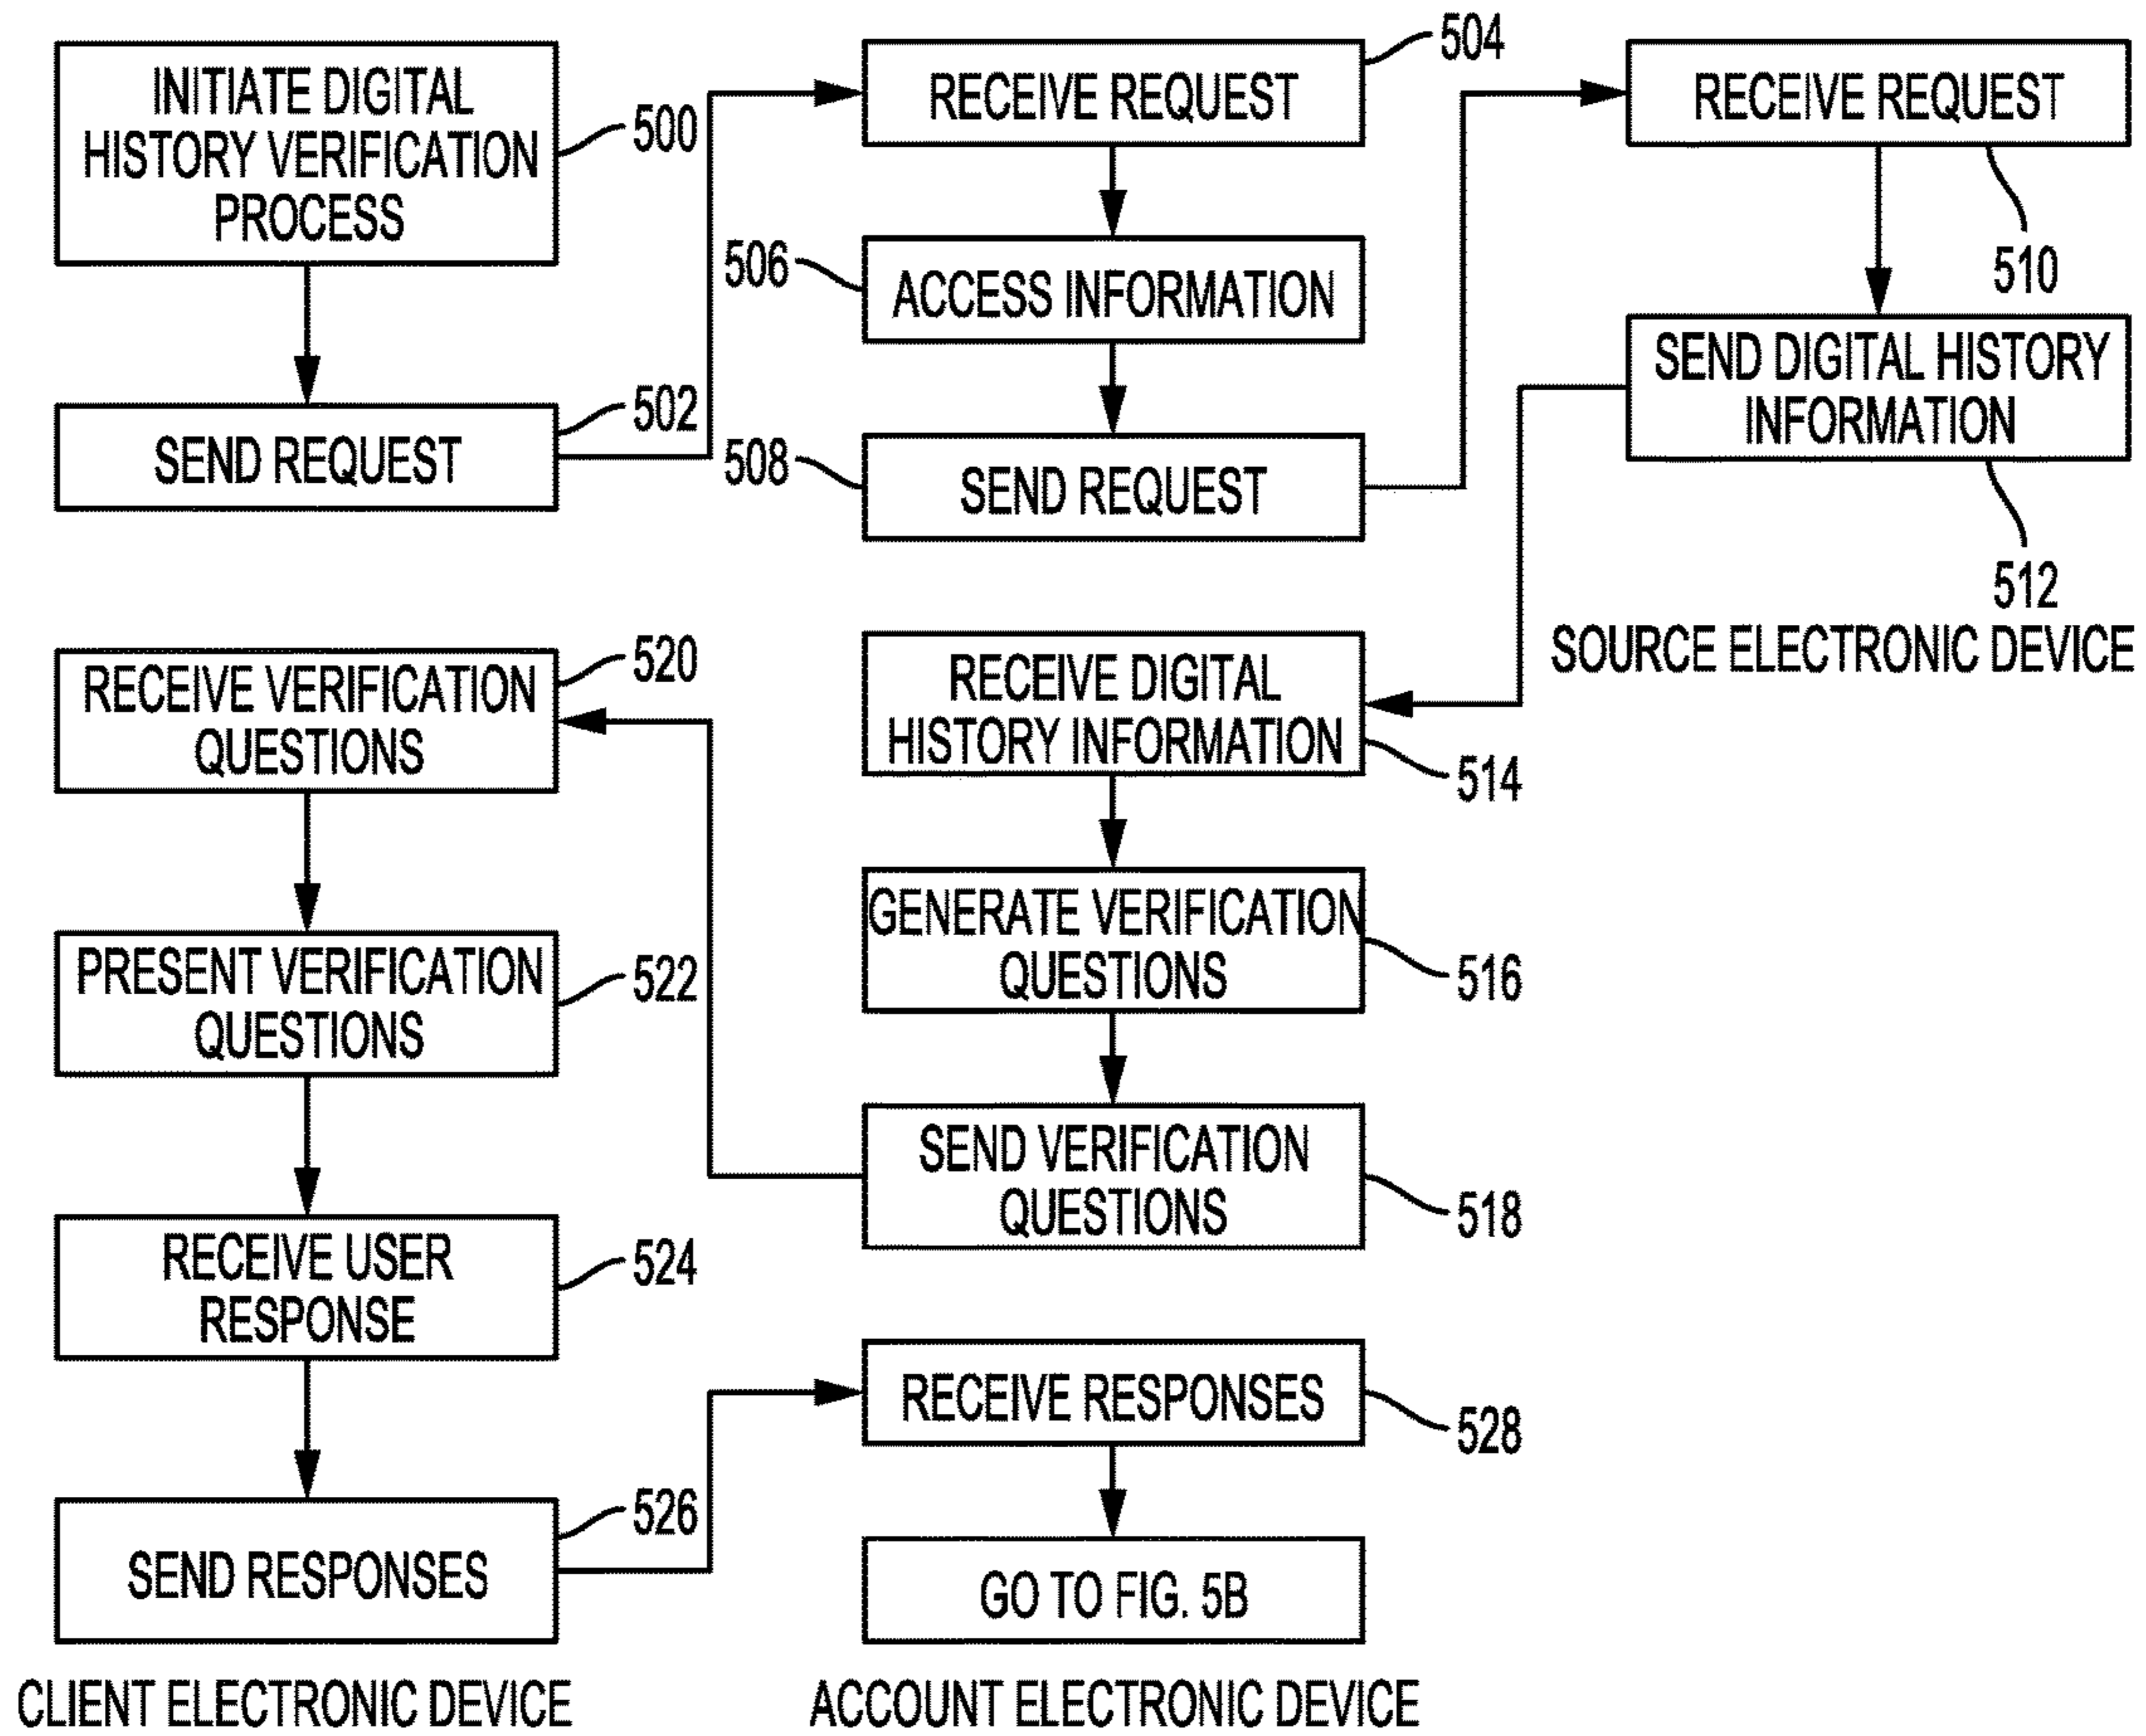 INITIATE DIGITAL
HISTORY VERIFICATION
PROCESS
500
SEND REQUEST
502
RECEIVE REQUEST
504
ACCESS INFORMATION
506
SEND REQUEST
508
RECEIVE REQUEST
510
SEND DIGITAL HISTORY
INFORMATION
512
SOURCE ELECTRONIC DEVICE
RECEIVE DIGITAL
HISTORY INFORMATION
514
GENERATE VERIFICATION
QUESTIONS
516
SEND VERIFICATION
QUESTIONS
518
RECEIVE VERIFICATION
QUESTIONS
520
PRESENT VERIFICATION
QUESTIONS
522
RECEIVE USER
RESPONSE
524
SEND RESPONSES
526
RECEIVE RESPONSES
528
GO TO FIG. 5B
CLIENT ELECTRONIC DEVICE
ACCOUNT ELECTRONIC DEVICE